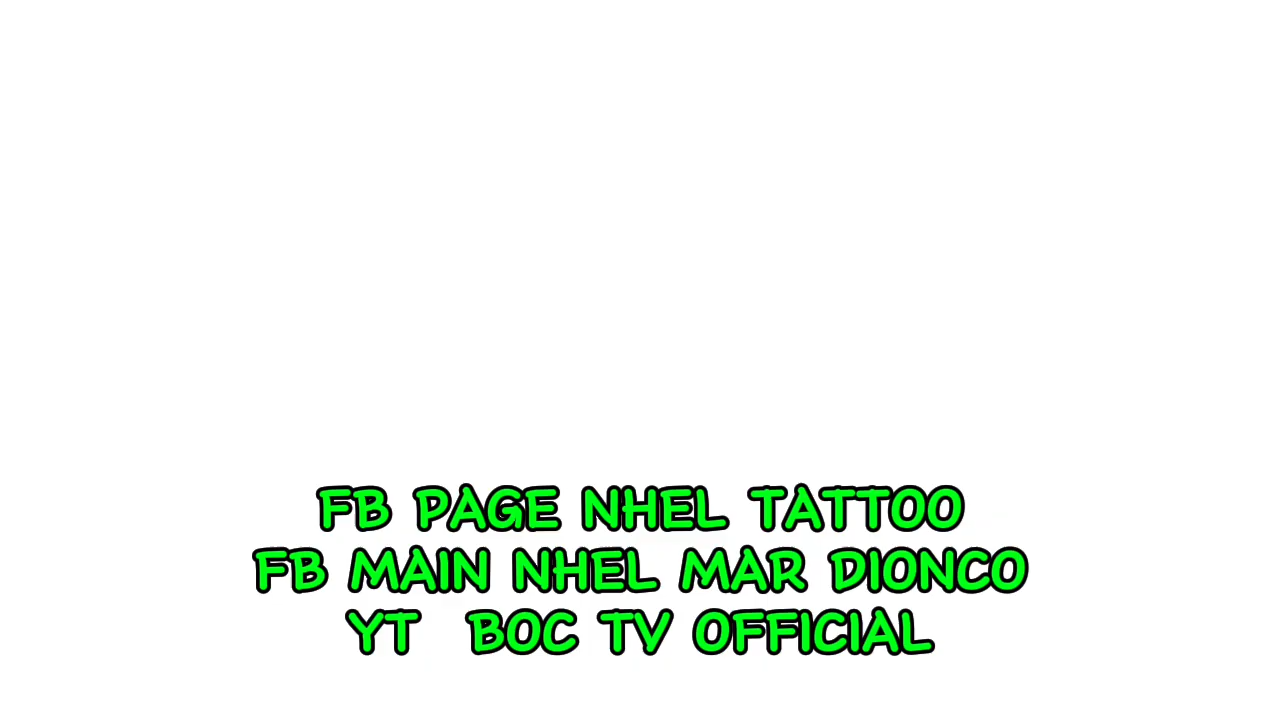 FB PAGE NHEL TATTOO
FB MAIN NHEL MAR DIONCO
YT BOC TV OFFICIAL